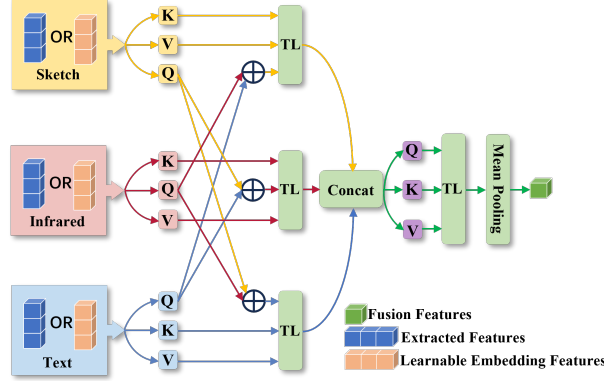 OR
Sketch
K
V
Q
TL
OR
Infrared
K
Q
V
TL
OR
Text
Q
K
V
TL
Concat
Q
K
V
TL
Mean Pooling
Fusion Features
Extracted Features
Learnable Embedding Features